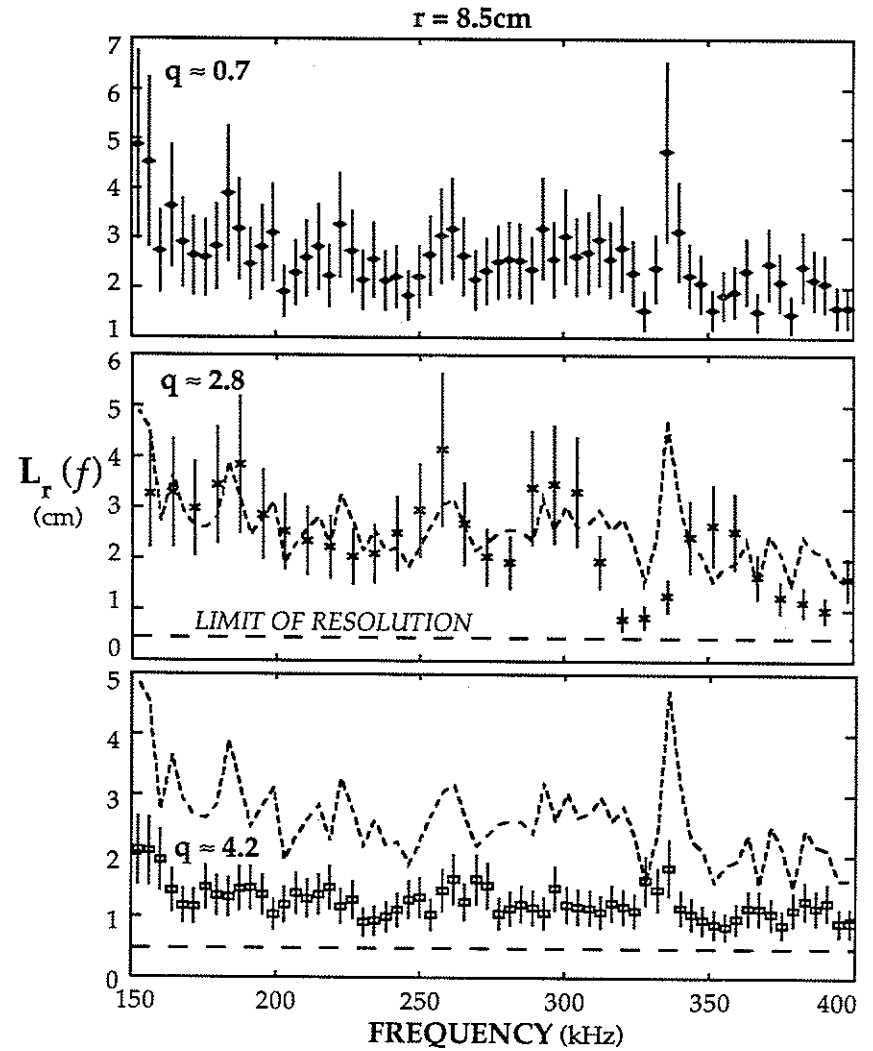 r = 8.5cm
7
q ≈ 0.7
6
5
4
3
2
1
6
q ≈ 2.8
5
4
L_r (f)
(cm)
3
2
1
LIMIT OF RESOLUTION
0
5
4
3
2
q ≈ 4.2
1
0
150 200 250 300 350 400
FREQUENCY (kHz)